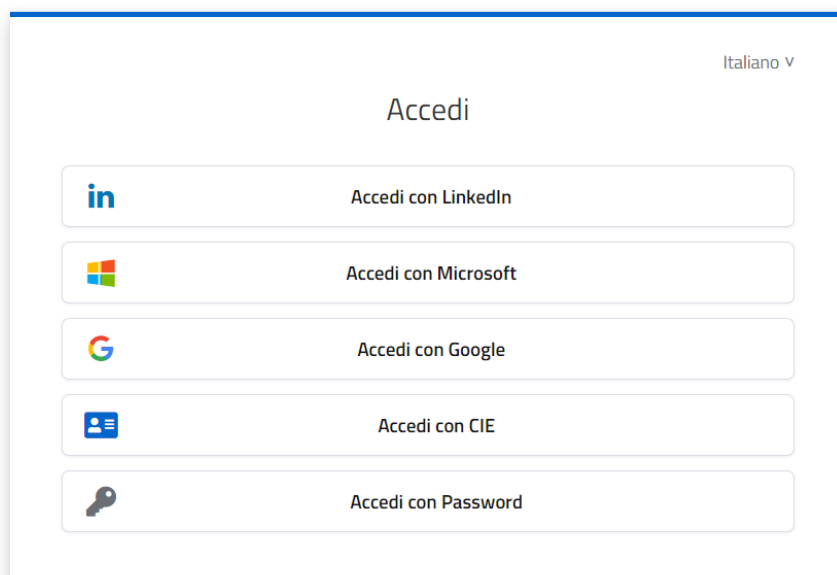 Italiano v
Accedi
in
Accedi con LinkedIn
Accedi con Microsoft
G
Accedi con Google
Accedi con CIE
Accedi con Password